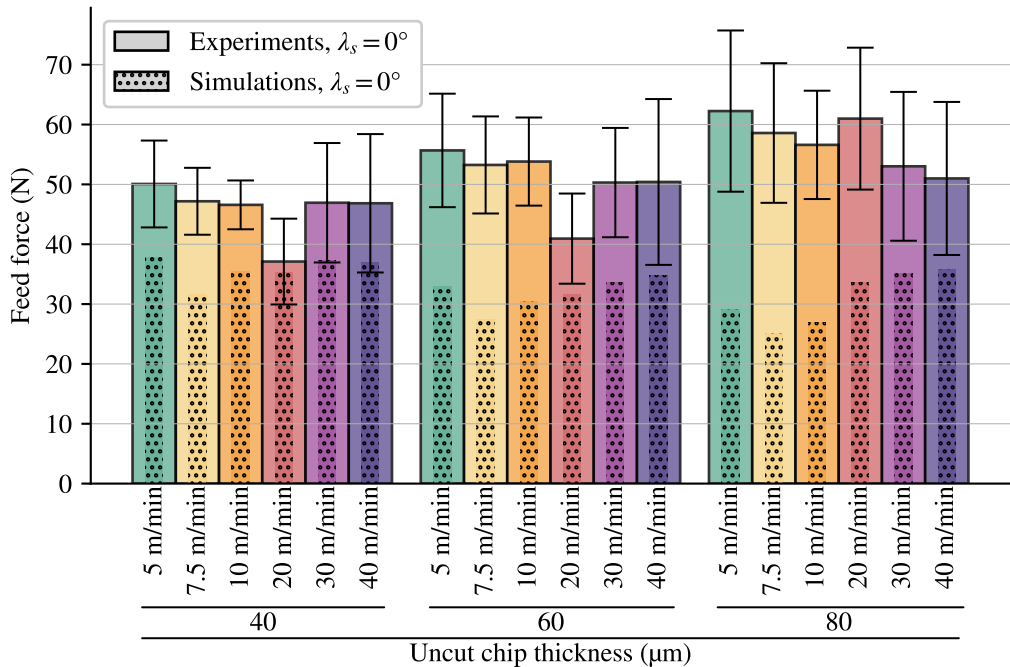 Experiments, λₛ = 0°
Simulations, λₛ = 0°
Feed force (N)
70
60
50
40
30
20
10
0
5 m/min
7.5 m/min
10 m/min
20 m/min
30 m/min
40 m/min
5 m/min
7.5 m/min
10 m/min
20 m/min
30 m/min
40 m/min
5 m/min
7.5 m/min
10 m/min
20 m/min
30 m/min
40 m/min
40
60
80
Uncut chip thickness (µm)